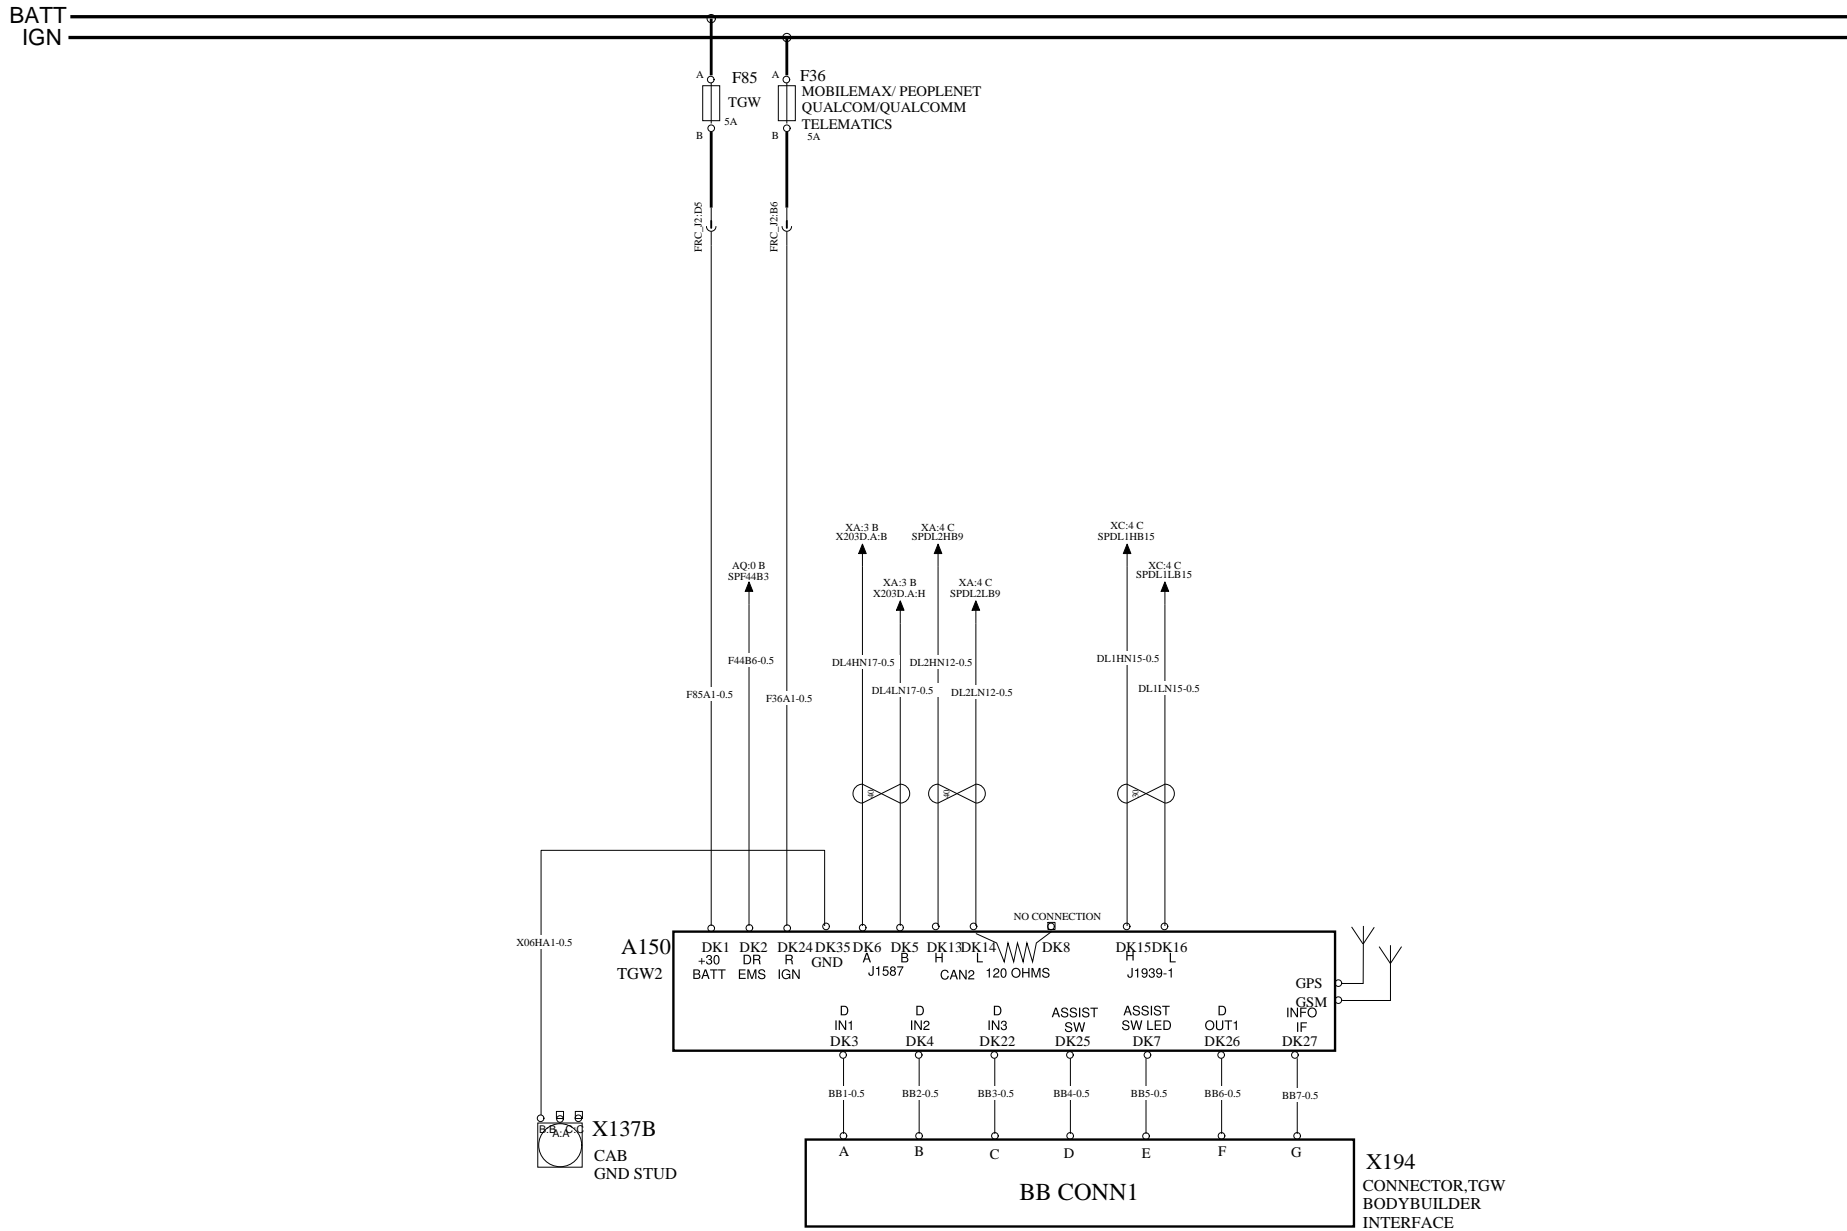 BATT
IGN
A
F85
TGW
5A
B
A
F36
MOBILEMAX/ PEOPLENET
QUALCOM/QUALCOMM
TELEMATICS
B
5A
FRC_J2:D5
FRC_J2:B6
XA:3 B
X203D.A:B
XA:4 C
SPDL2HB9
XC:4 C
SPDL1HB15
AQ:0 B
SPF44B3
XA:3 B
X203D.A:H
XA:4 C
SPDL2LB9
XC:4 C
SPDL1LB15
F44B6-0.5
DL4HN17-0.5
DL2HN12-0.5
DL1HN15-0.5
F85A1-0.5
F36A1-0.5
DL4LN17-0.5
DL2LN12-0.5
DL1LN15-0.5
40
40
30
NO CONNECTION
X06HA1-0.5
A150
TGW2
DK1
+30
BATT
DK2
DR
EMS
DK24
R
IGN
DK35
GND
DK6
A
DK5
B
J1587
DK13
H
DK14
L
CAN2
120 OHMS
DK8
DK15
H
DK16
L
J1939-1
GPS
GSM
D
IN1
DK3
D
IN2
DK4
D
IN3
DK22
ASSIST
SW
DK25
ASSIST
SW LED
DK7
D
OUT1
DK26
INFO
IF
DK27
BB1-0.5
BB2-0.5
BB3-0.5
BB4-0.5
BB5-0.5
BB6-0.5
BB7-0.5
B:B
A:A
C:C
X137B
CAB
GND STUD
A
B
C
D
E
F
G
BB CONN1
X194
CONNECTOR,TGW
BODYBUILDER
INTERFACE